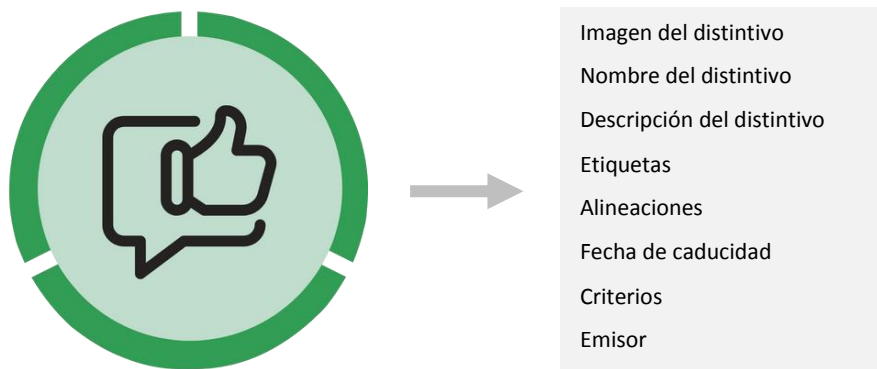 Imagen del distintivo
Nombre del distintivo
Descripción del distintivo
Etiquetas
Alineaciones
Fecha de caducidad
Criterios
Emisor